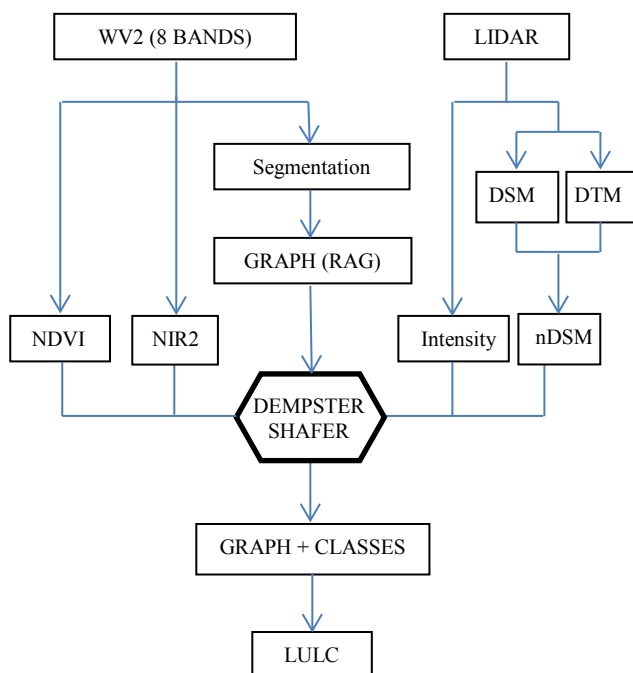 WV2 (8 BANDS)
LIDAR
Segmentation
DSM
DTM
GRAPH (RAG)
NDVI
NIR2
Intensity
nDSM
DEMPSTER
SHAFER
GRAPH + CLASSES
LULC